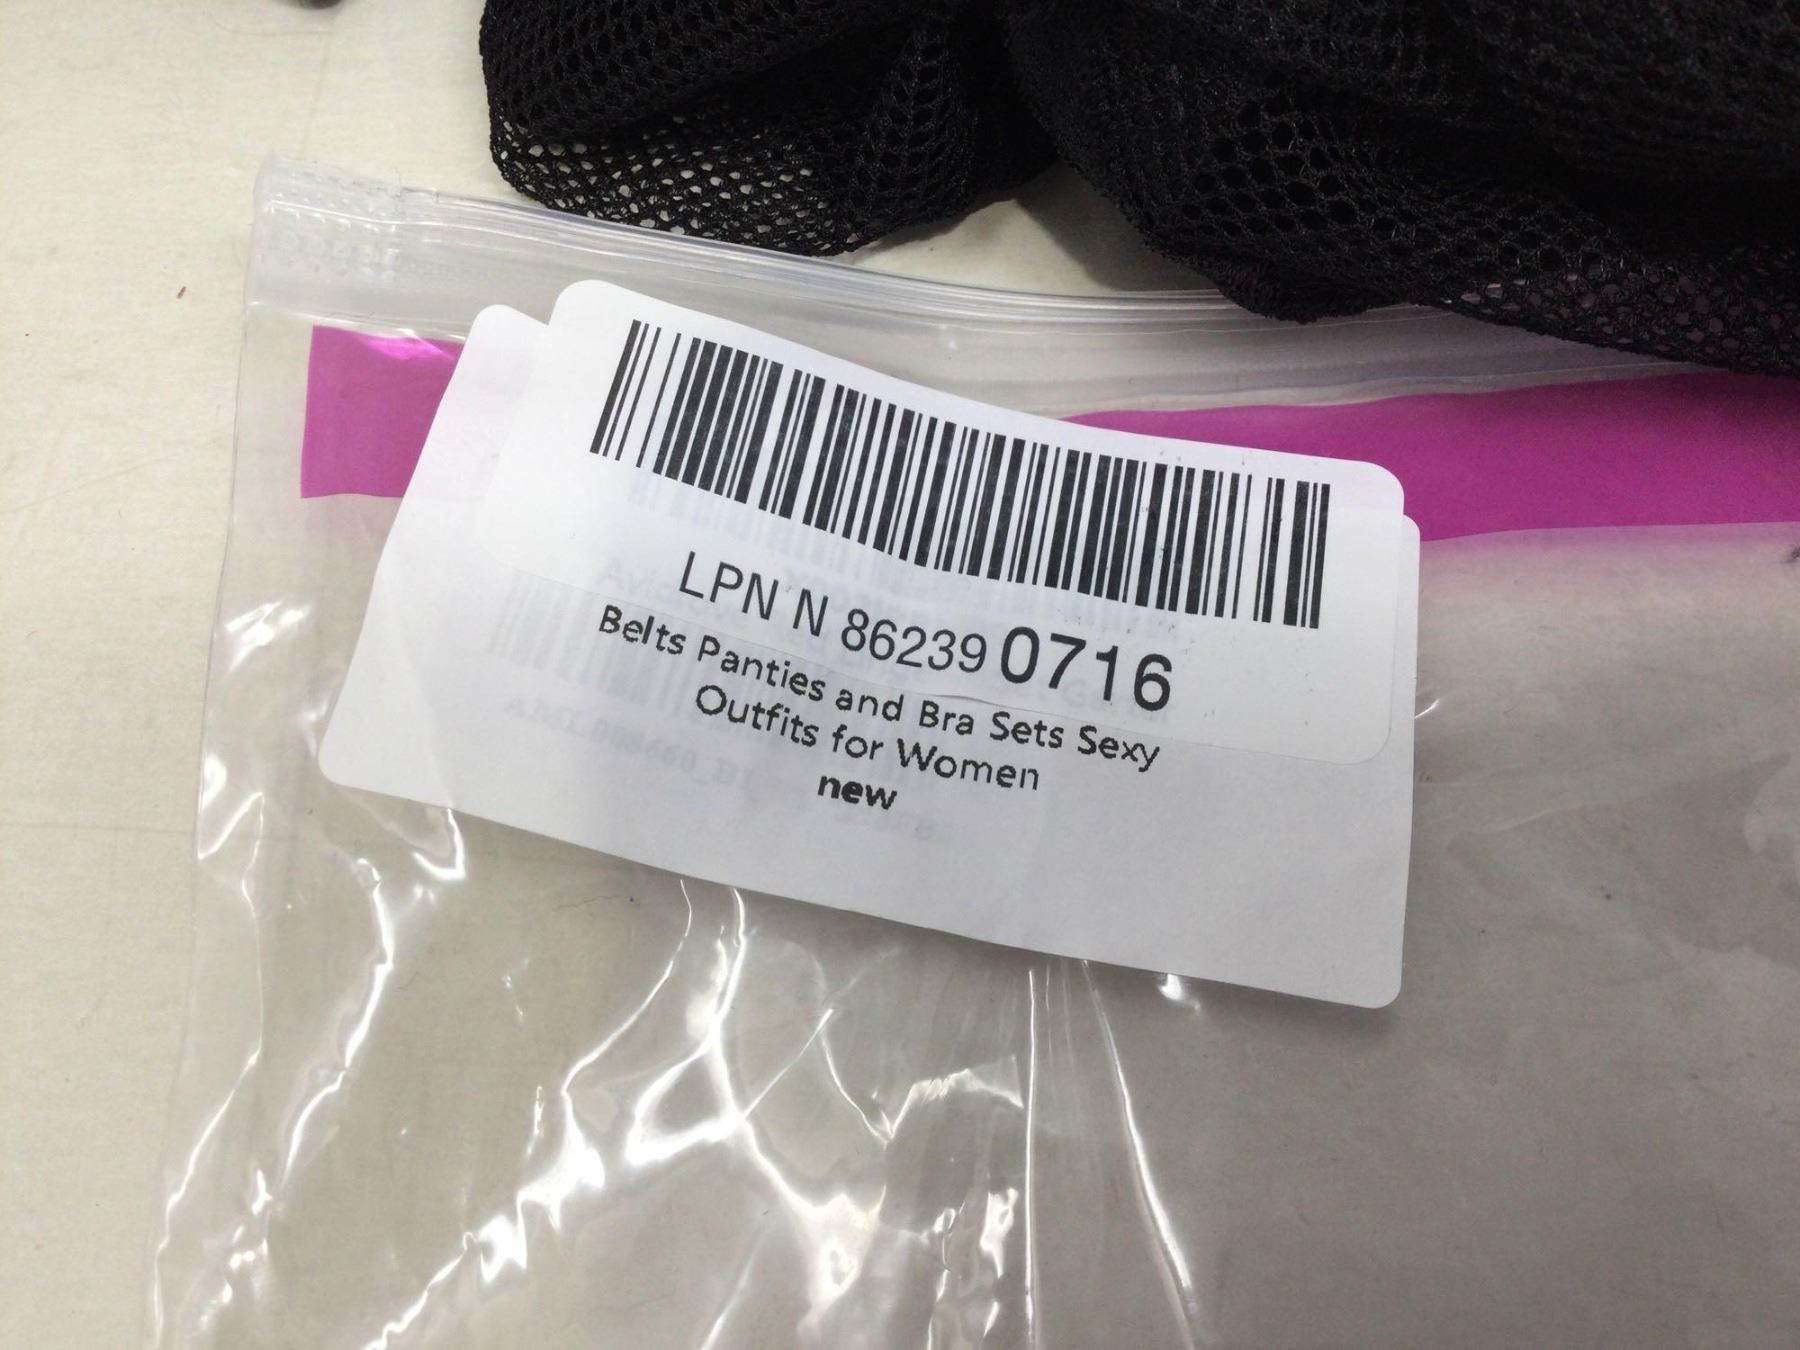 LPN N 86239 0716
Belts Panties and Bra Sets Sexy
Outfits for Women
new